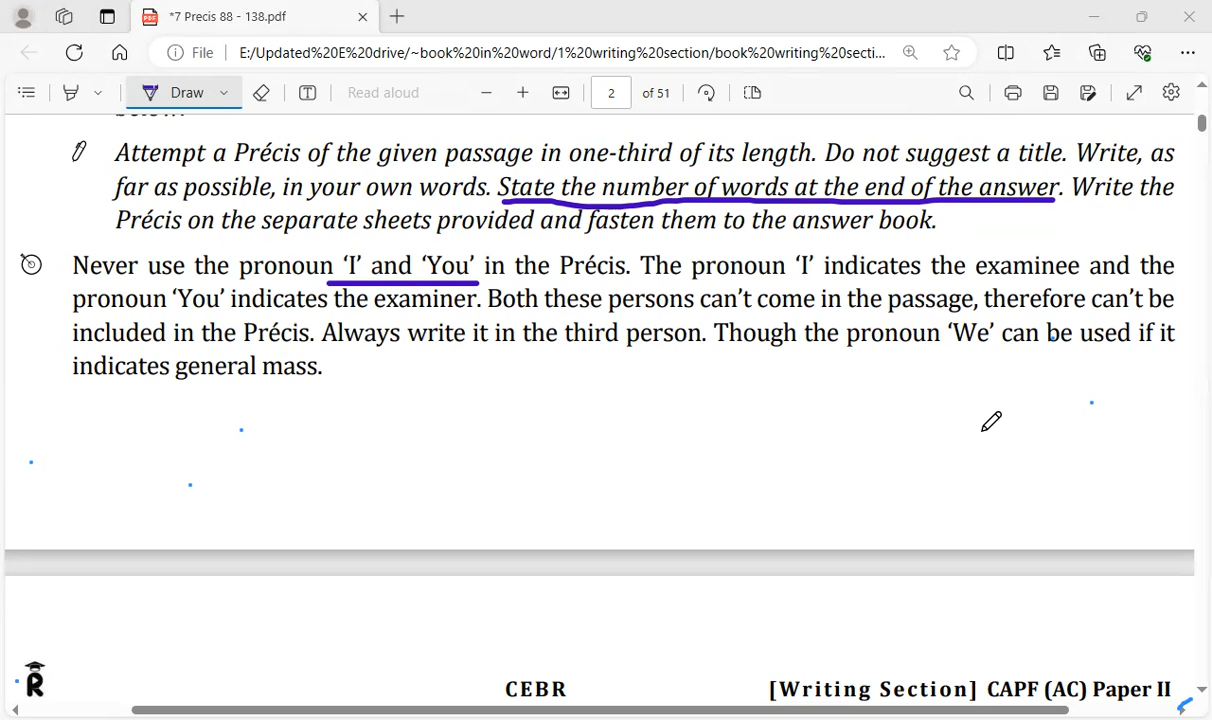 *7 Precis 88 - 138.pdf
File E:/Updated%20E%20drive/~book%20in%20word/1%20writing%20section/book%20writing%20secti...
Draw Read aloud 2 of 51
Attempt a Précis of the given passage in one-third of its length. Do not suggest a title. Write, as
far as possible, in your own words. State the number of words at the end of the answer. Write the
Précis on the separate sheets provided and fasten them to the answer book.
Never use the pronoun ‘I’ and ‘You’ in the Précis. The pronoun ‘I’ indicates the examinee and the
pronoun ‘You’ indicates the examiner. Both these persons can’t come in the passage, therefore can’t be
included in the Précis. Always write it in the third person. Though the pronoun ‘We’ can be used if it
indicates general mass.
CEBR [Writing Section] CAPF (AC) Paper II